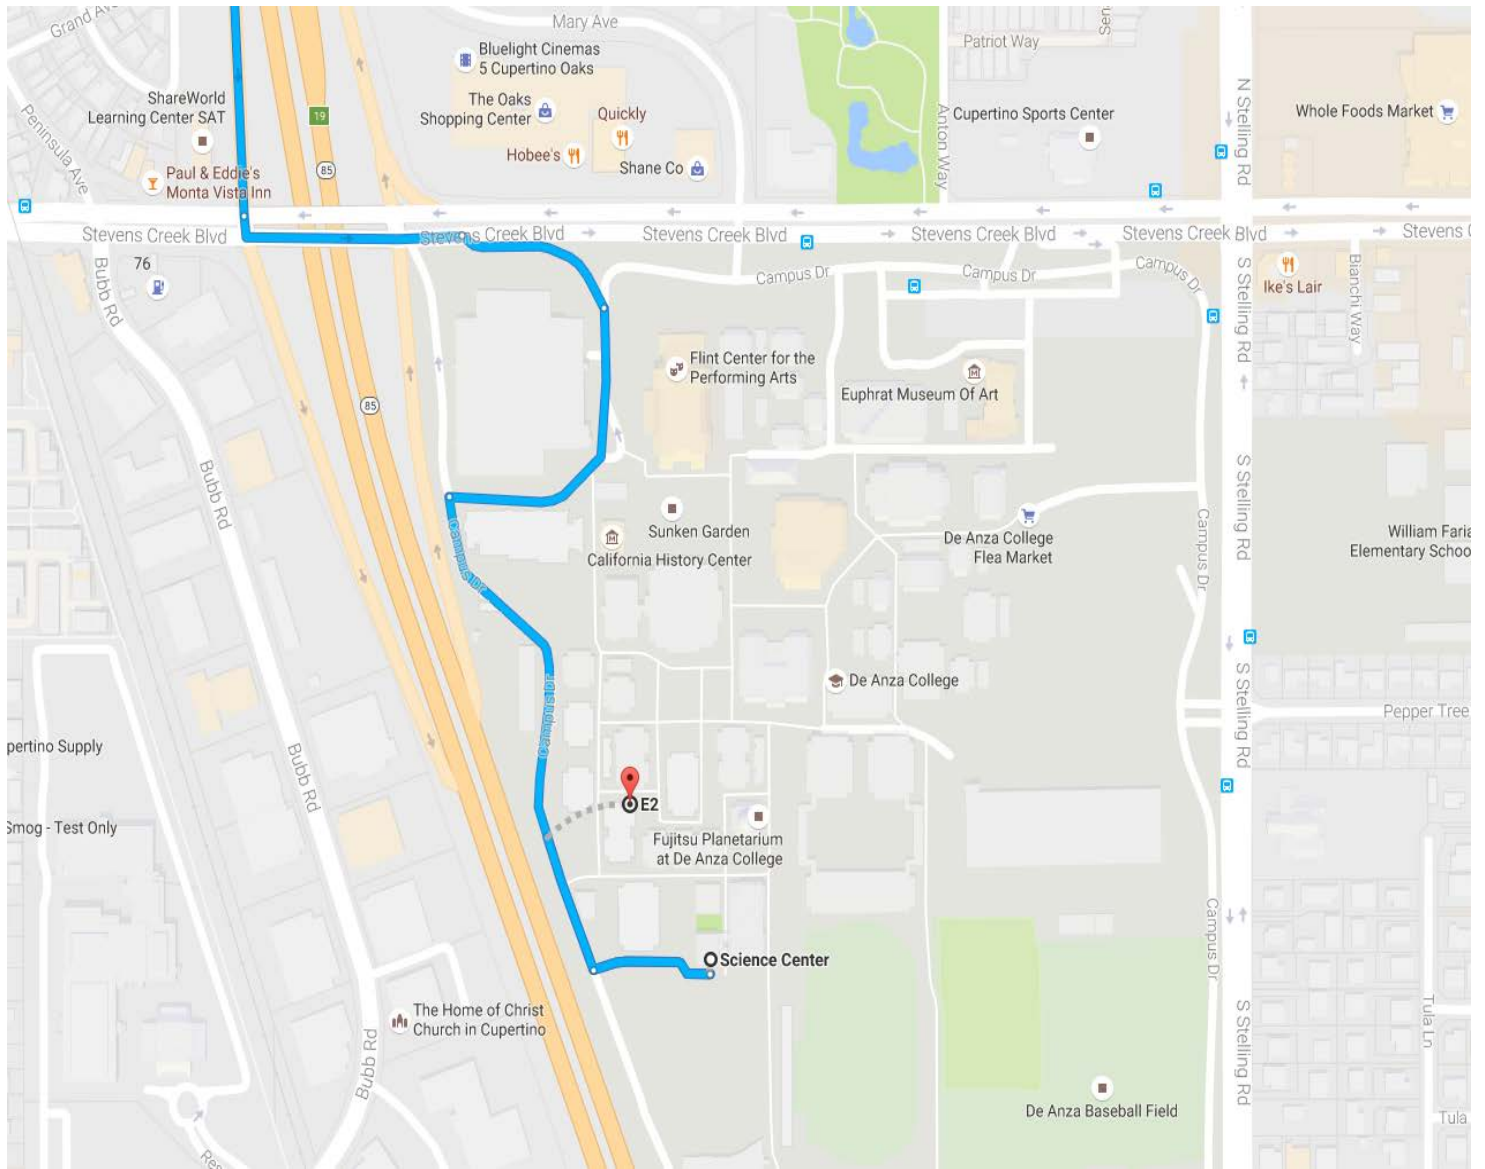 Grand Ave
Mary Ave
Patriot Way
Bluelight Cinemas
5 Cupertino Oaks
ShareWorld
Learning Center SAT
The Oaks
Shopping Center
Quickly
Cupertino Sports Center
Whole Foods Market
N Stelling Rd
Anton Way
Peninsula Ave
19
85
Hobee's
Shane Co
Paul & Eddie's
Monta Vista Inn
Stevens Creek Blvd
Stevens Creek Blvd
Stevens Creek Blvd
Stevens Creek Blvd
Stevens Creek Blvd
Stevens C
76
Bubb Rd
Campus Dr
Campus Dr
Campus Dr
Ike's Lair
S Stelling Rd
Bianchi Way
Flint Center for the
Performing Arts
Euphrat Museum Of Art
85
Bubb Rd
Sunken Garden
California History Center
De Anza College
Flea Market
S Stelling Rd
William Faria
Elementary Schoo
Campus Dr
Campus Dr
De Anza College
Campus Dr
S Stelling Rd
Pepper Tree
pertino Supply
Bubb Rd
E2
Smog - Test Only
Fujitsu Planetarium
at De Anza College
Campus Dr
Science Center
The Home of Christ
Church in Cupertino
Bubb Rd
S Stelling Rd
Tula Ln
De Anza Baseball Field
Tula